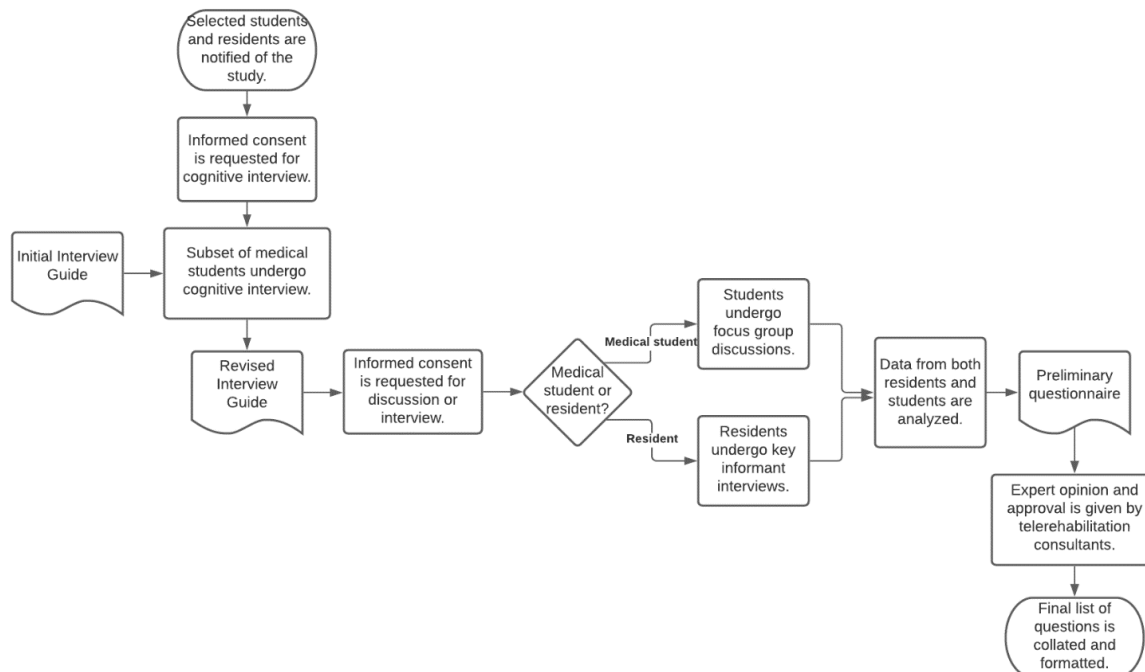 Selected students
and residents are
notified of the
study.
Informed consent
is requested for
cognitive interview.
Initial Interview
Guide
Subset of medical
students undergo
cognitive interview.
Revised
Interview
Guide
Informed consent
is requested for
discussion or
interview.
Medical
student or
resident?
Medical student
Students
undergo
focus group
discussions.
Resident
Residents
undergo key
informant
interviews.
Data from both
residents and
students are
analyzed.
Preliminary
questionnaire
Expert opinion and
approval is given by
telerehabilitation
consultants.
Final list of
questions is
collated and
formatted.